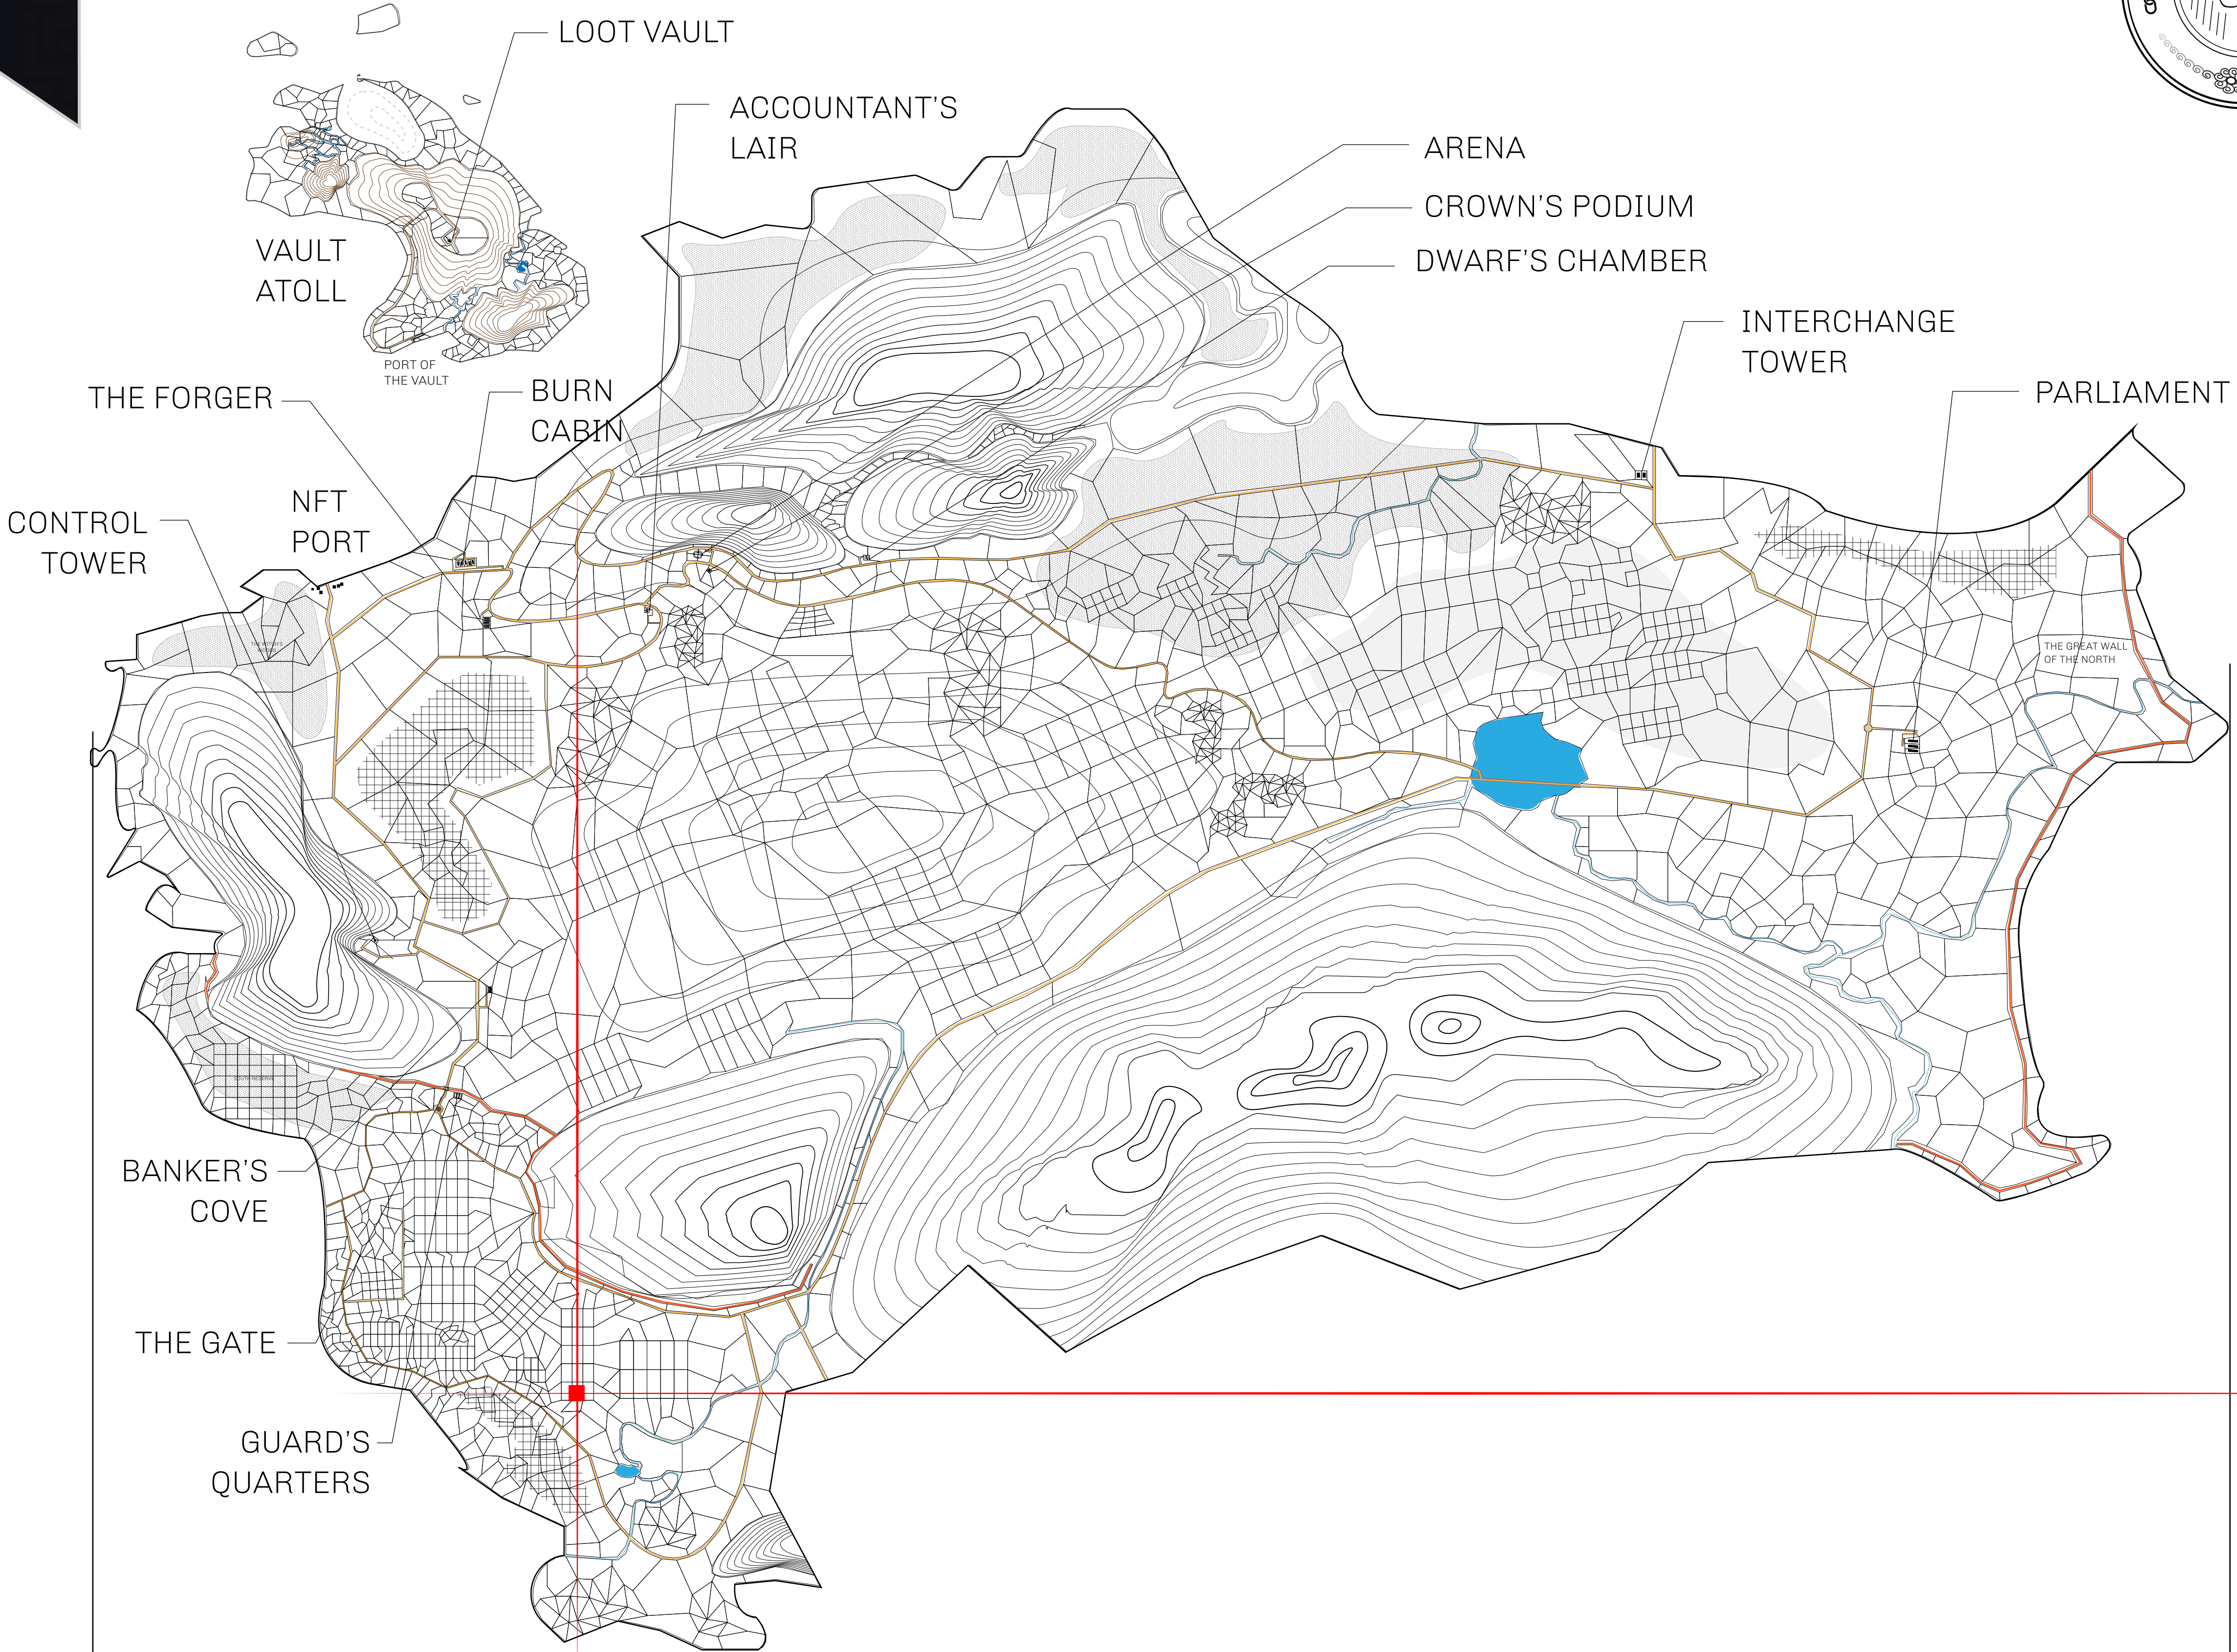 LOOT VAULT
ACCOUNTANT'S
LAIR
ARENA
CROWN'S PODIUM
DWARF'S CHAMBER
VAULT
ATOLL
INTERCHANGE
TOWER
PORT OF
THE VAULT
THE FORGER
BURN
CABIN
PARLIAMENT
NFT
PORT
CONTROL
TOWER
THE GREAT WALL
OF THE NORTH
SOUTH RESERVE
BANKER'S
COVE
THE GATE
GUARD'S
QUARTERS